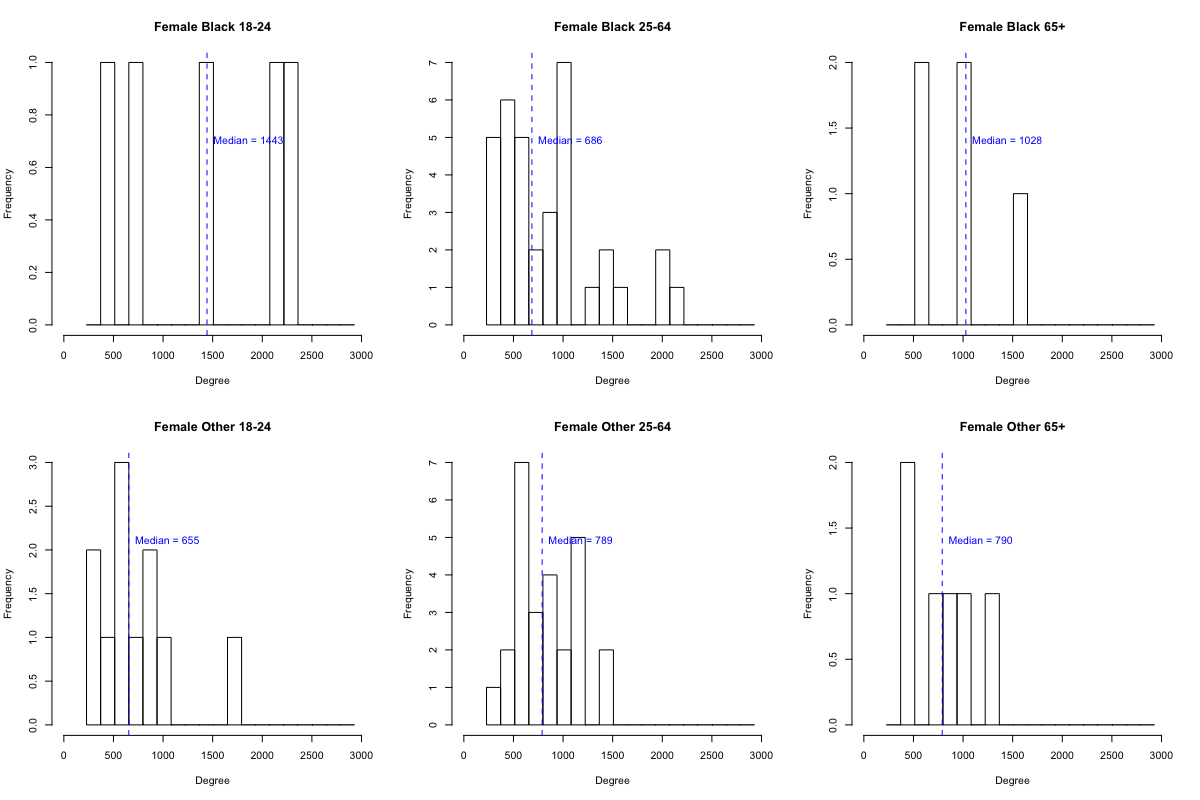 Female Black 18-24
Frequency
0.0 0.2 0.4 0.6 0.8 1.0
Median = 1443
0 500 1000 1500 2000 2500 3000
Degree
Female Black 25-64
Frequency
0 1 2 3 4 5 6 7
Median = 686
0 500 1000 1500 2000 2500 3000
Degree
Female Black 65+
Frequency
0.0 0.5 1.0 1.5 2.0
Median = 1028
0 500 1000 1500 2000 2500 3000
Degree
Female Other 18-24
Frequency
0.0 0.5 1.0 1.5 2.0 2.5 3.0
Median = 655
0 500 1000 1500 2000 2500 3000
Degree
Female Other 25-64
Frequency
0 1 2 3 4 5 6 7
Median = 789
0 500 1000 1500 2000 2500 3000
Degree
Female Other 65+
Frequency
0.0 0.5 1.0 1.5 2.0
Median = 790
0 500 1000 1500 2000 2500 3000
Degree